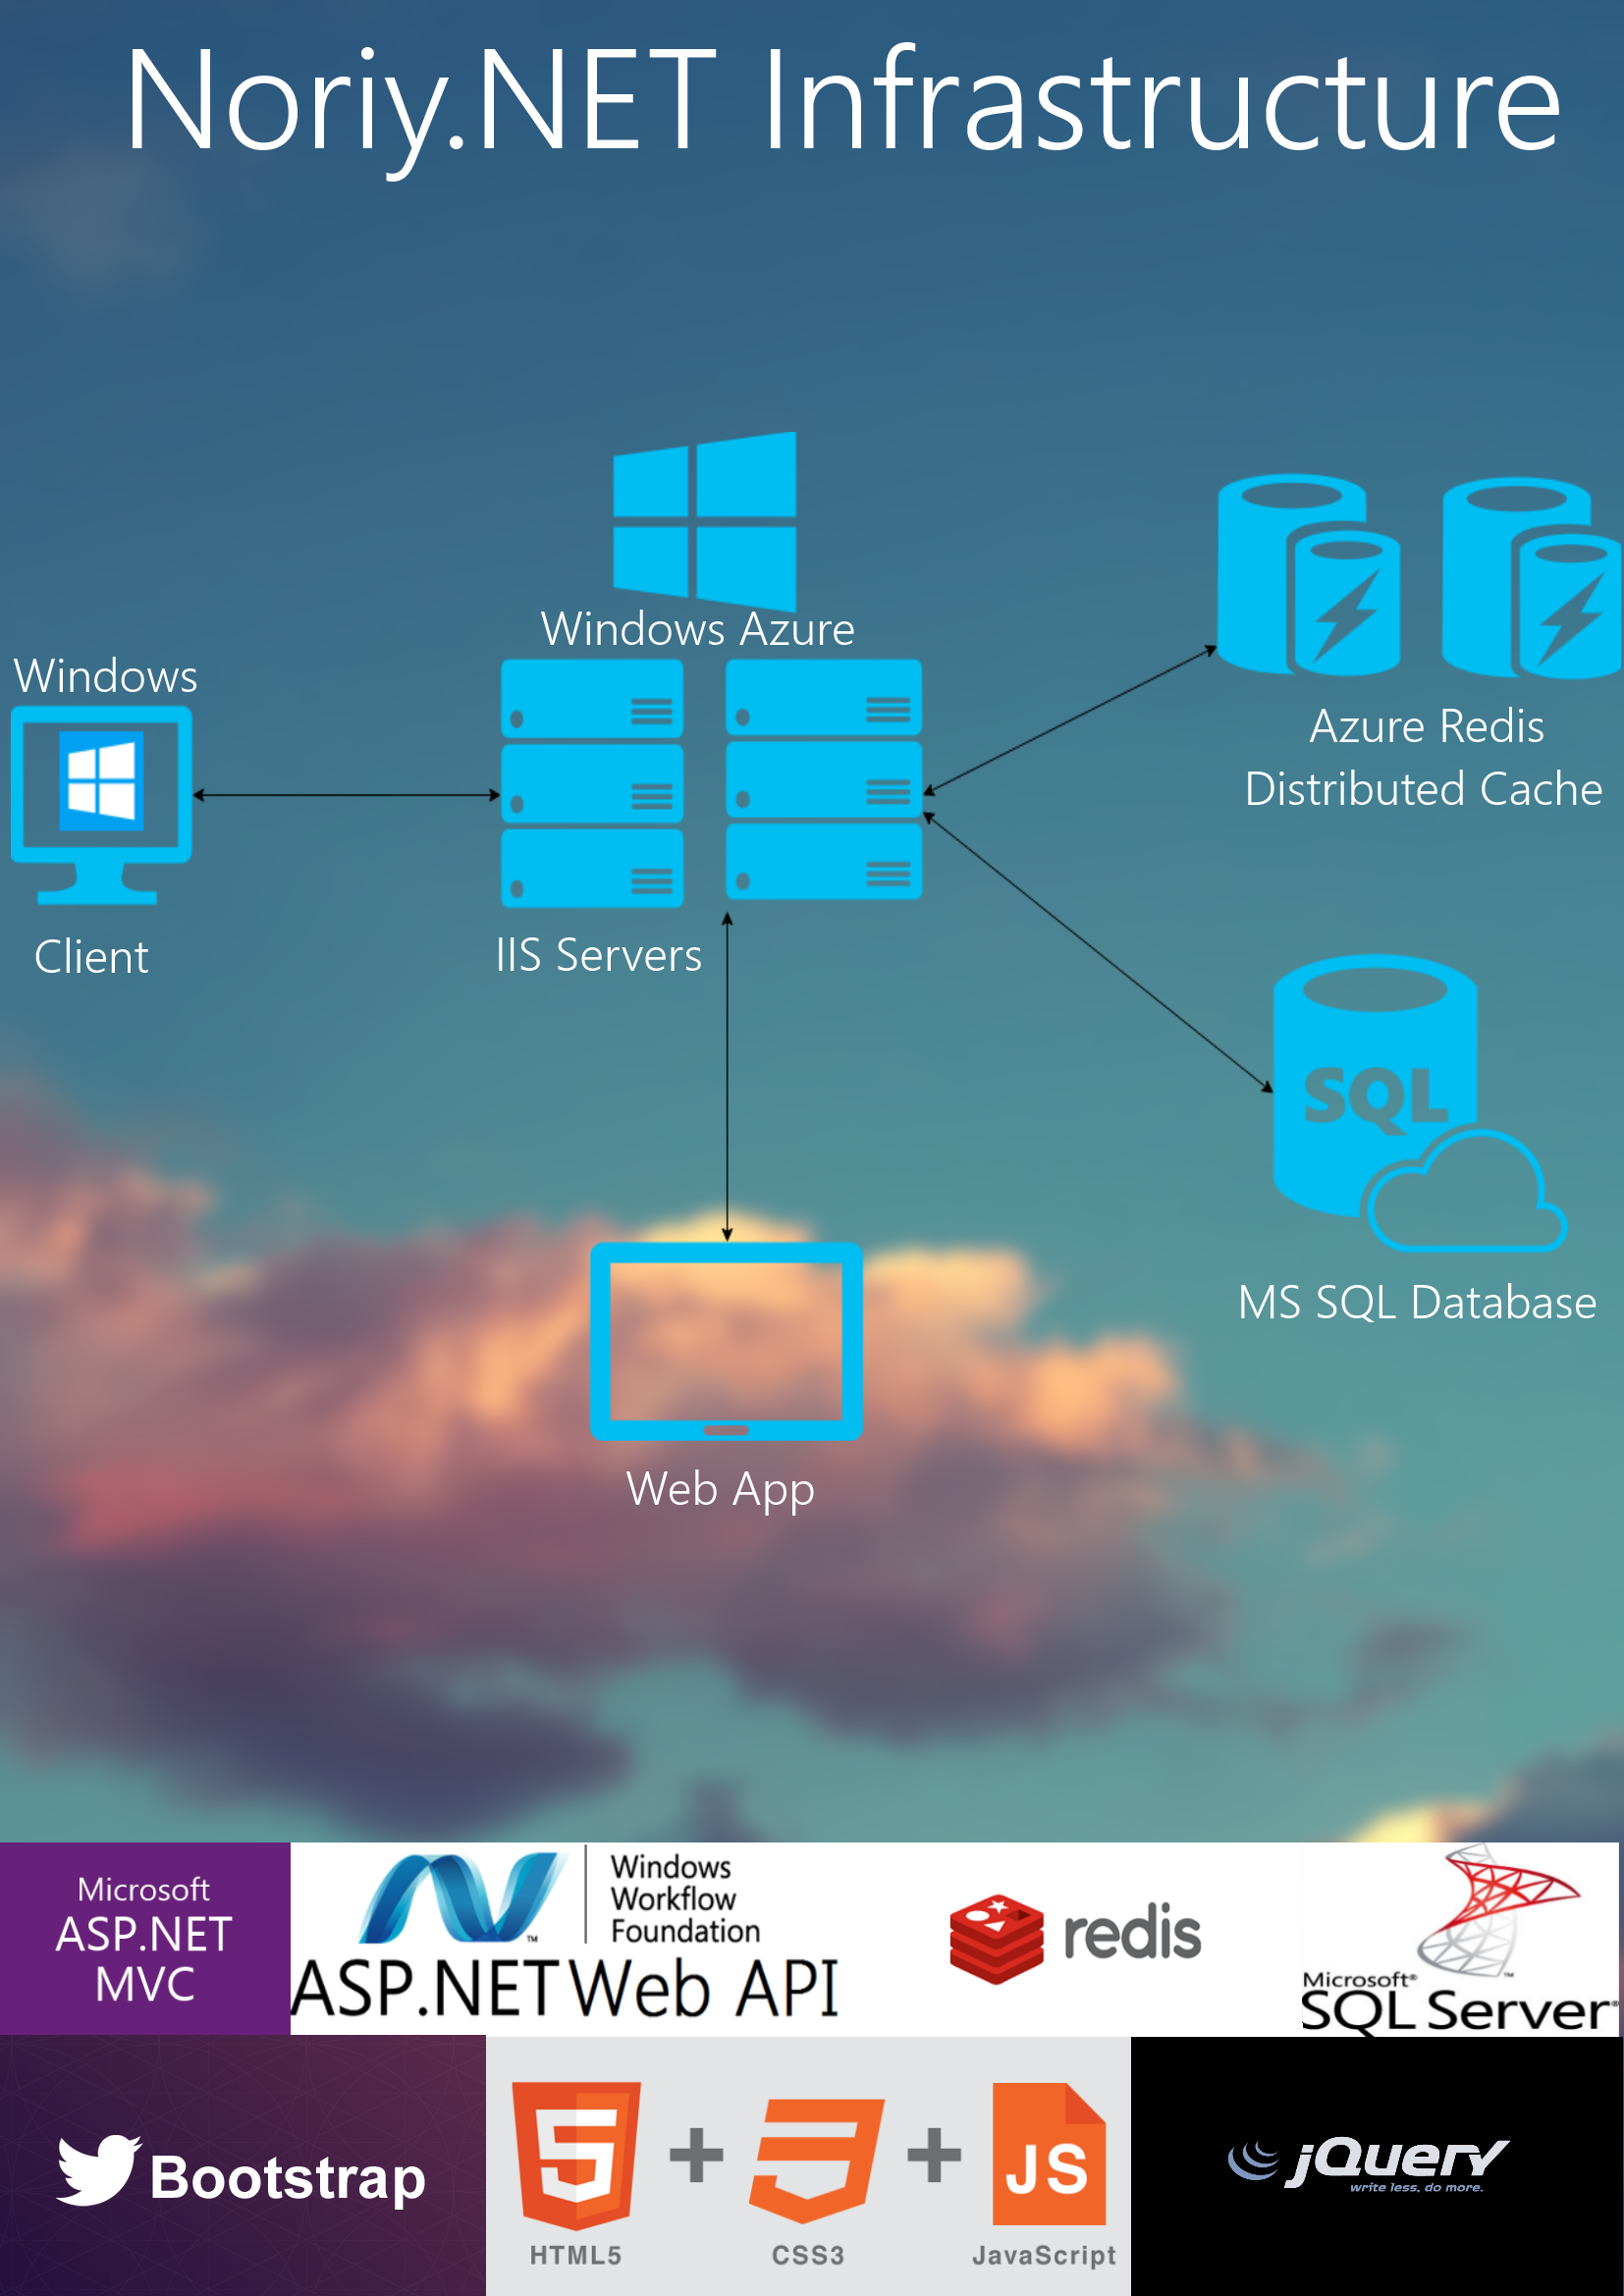 Noriy.NET Infrastructure
Windows Azure
Windows
Client
IIS Servers
Azure Redis
Distributed Cache
SQL
MS SQL Database
Web App
Microsoft
ASP.NET
MVC
Windows
Workflow
Foundation
™
ASP.NET Web API
redis
Microsoft®
SQL Server®
™
Bootstrap
HTML5
+
CSS3
+
JS
JavaScript
jQuery
write less, do more.